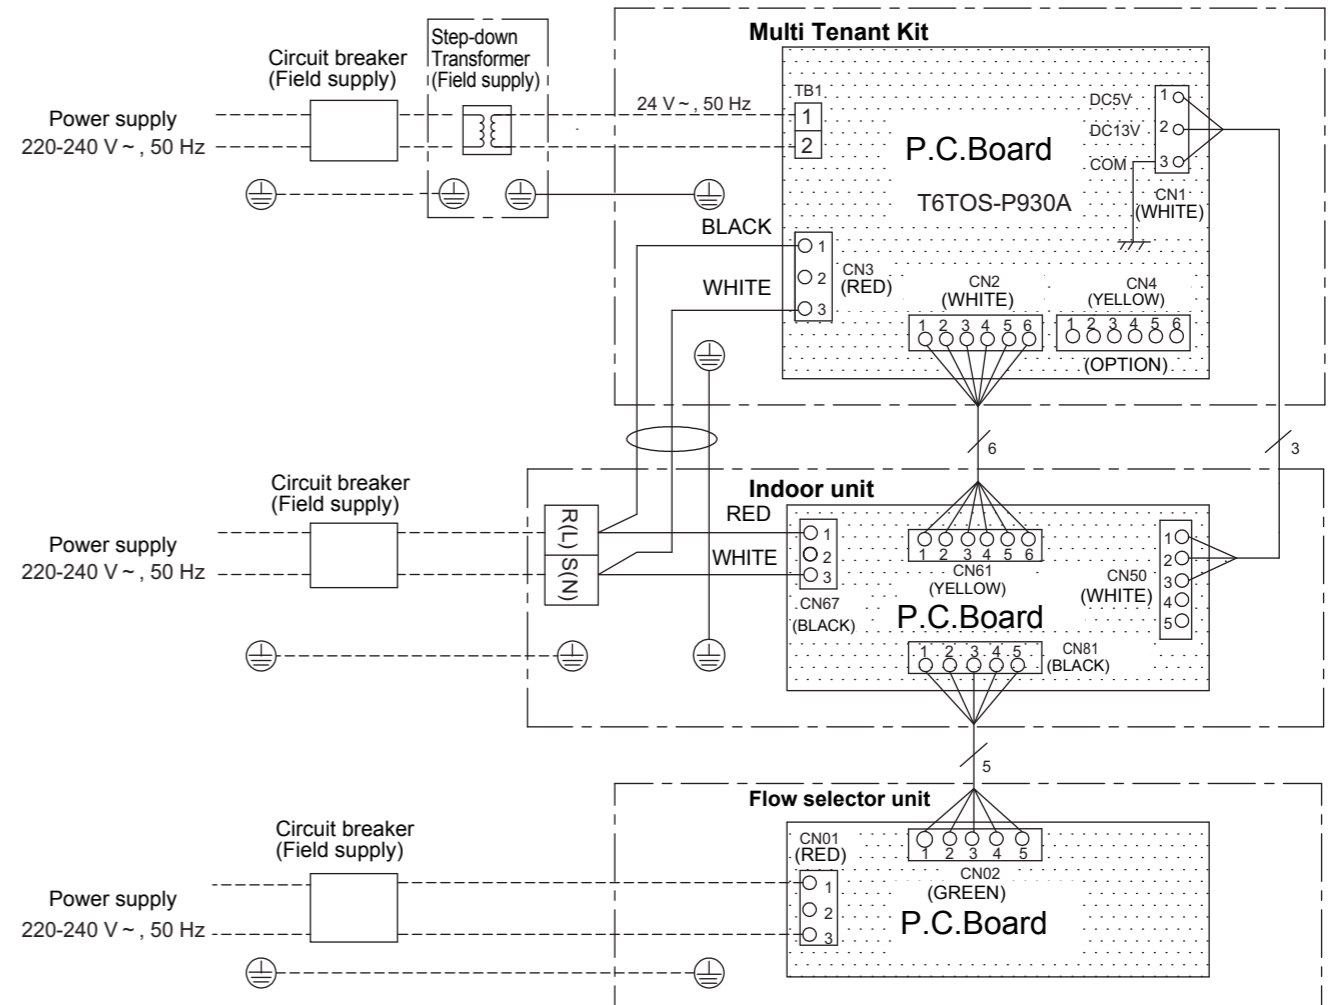 Multi Tenant Kit
Step-down
Transformer
(Field supply)
Circuit breaker
(Field supply)
Power supply
220-240 V ~ , 50 Hz
24 V ~ , 50 Hz
TB1
1
2
P.C.Board
T6TOS-P930A
DC5V
DC13V
COM
1
2
3
CN1
(WHITE)
BLACK
WHITE
1
2
3
CN3
(RED)
CN2
(WHITE)
1 2 3 4 5 6
CN4
(YELLOW)
1 2 3 4 5 6
(OPTION)
6
3
Indoor unit
Circuit breaker
(Field supply)
Power supply
220-240 V ~ , 50 Hz
R(L)
S(N)
RED
WHITE
1
2
3
CN67
(BLACK)
1 2 3 4 5 6
CN61
(YELLOW)
P.C.Board
CN50
(WHITE)
1
2
3
4
5
1 2 3 4 5
CN81
(BLACK)
5
Flow selector unit
Circuit breaker
(Field supply)
Power supply
220-240 V ~ , 50 Hz
CN01
(RED)
1
2
3
1 2 3 4 5
CN02
(GREEN)
P.C.Board